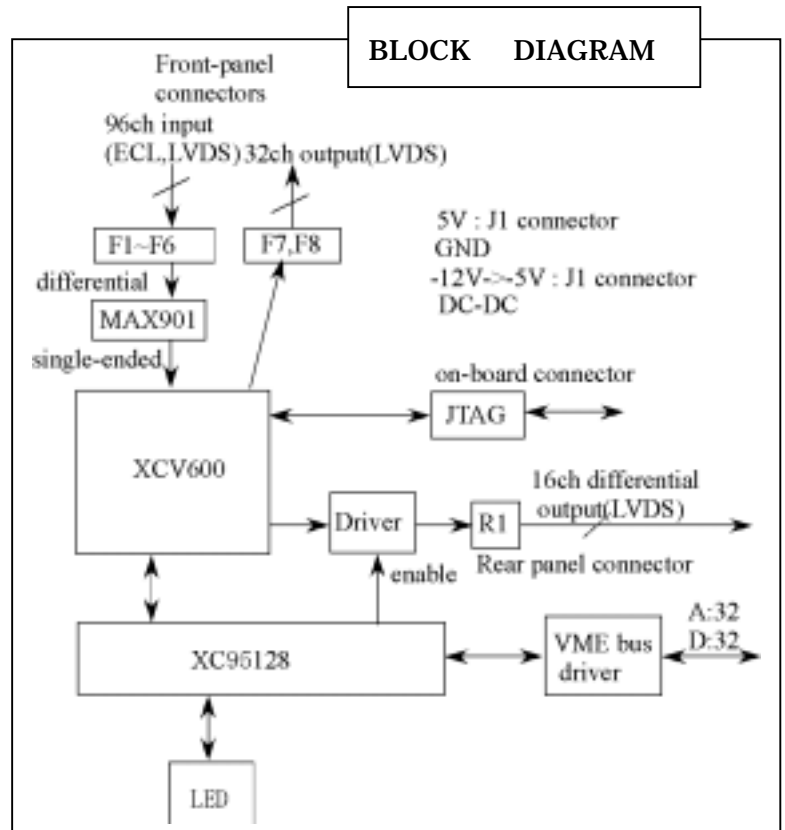 BLOCK DIAGRAM
Front-panel
connectors
96ch input
(ECL,LVDS) 32ch output(LVDS)
F1~F6
F7,F8
5V : J1 connector
GND
-12V->-5V : J1 connector
DC-DC
differential
MAX901
single-ended
on-board connector
XCV600
JTAG
16ch differential
output(LVDS)
Driver
R1
enable
Rear panel connector
XC95128
VME bus
driver
A:32
D:32
LED